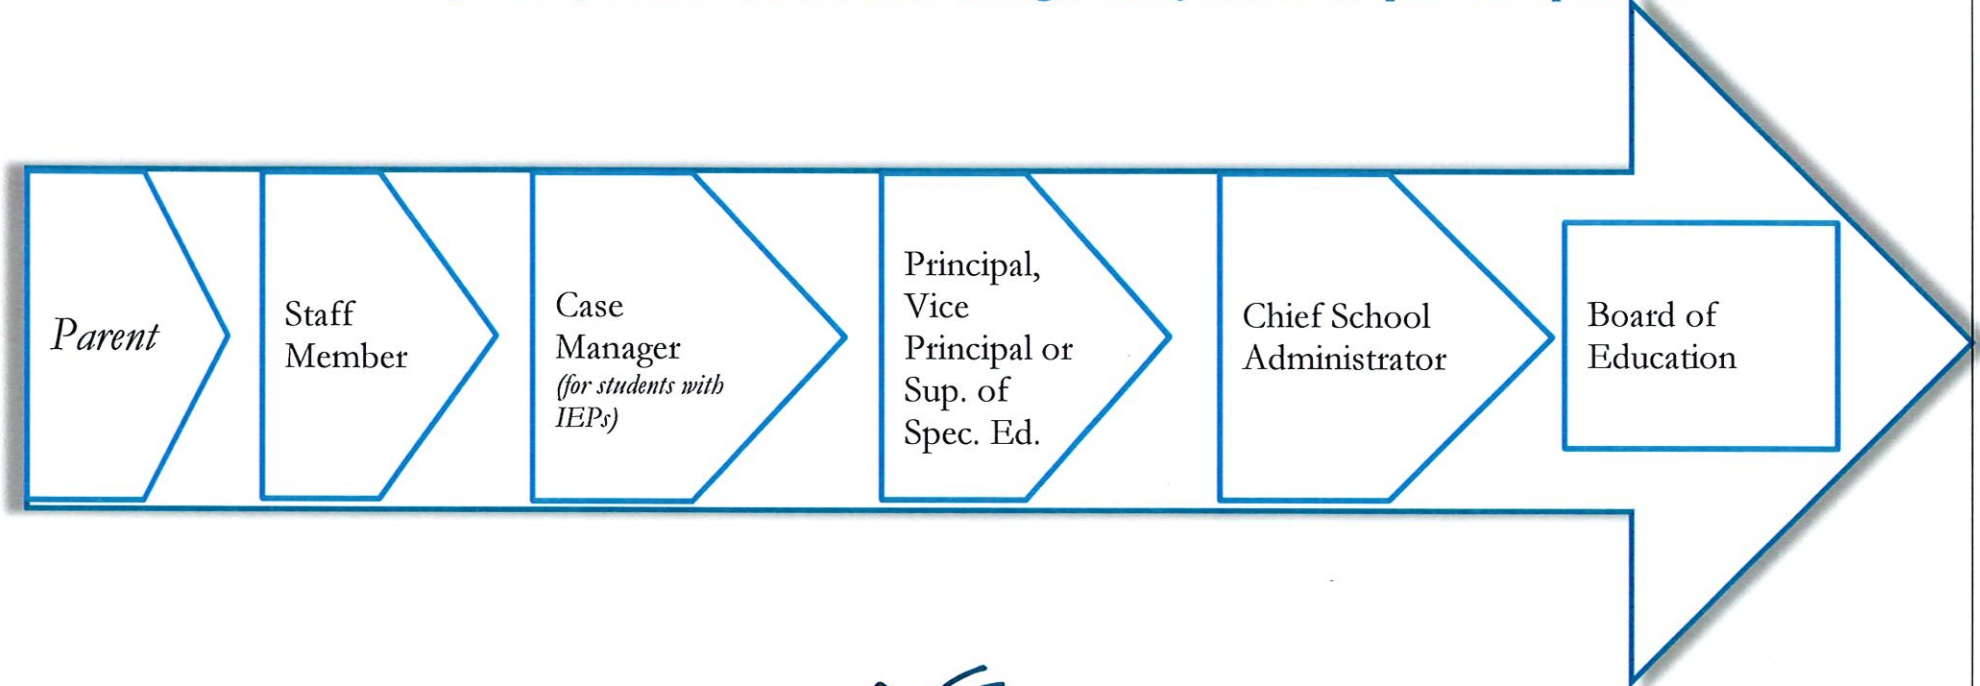 Parent
Staff
Member
Case
Manager
(for students with
IEPs)
Principal,
Vice
Principal or
Sup. of
Spec. Ed.
Chief School
Administrator
Board of
Education